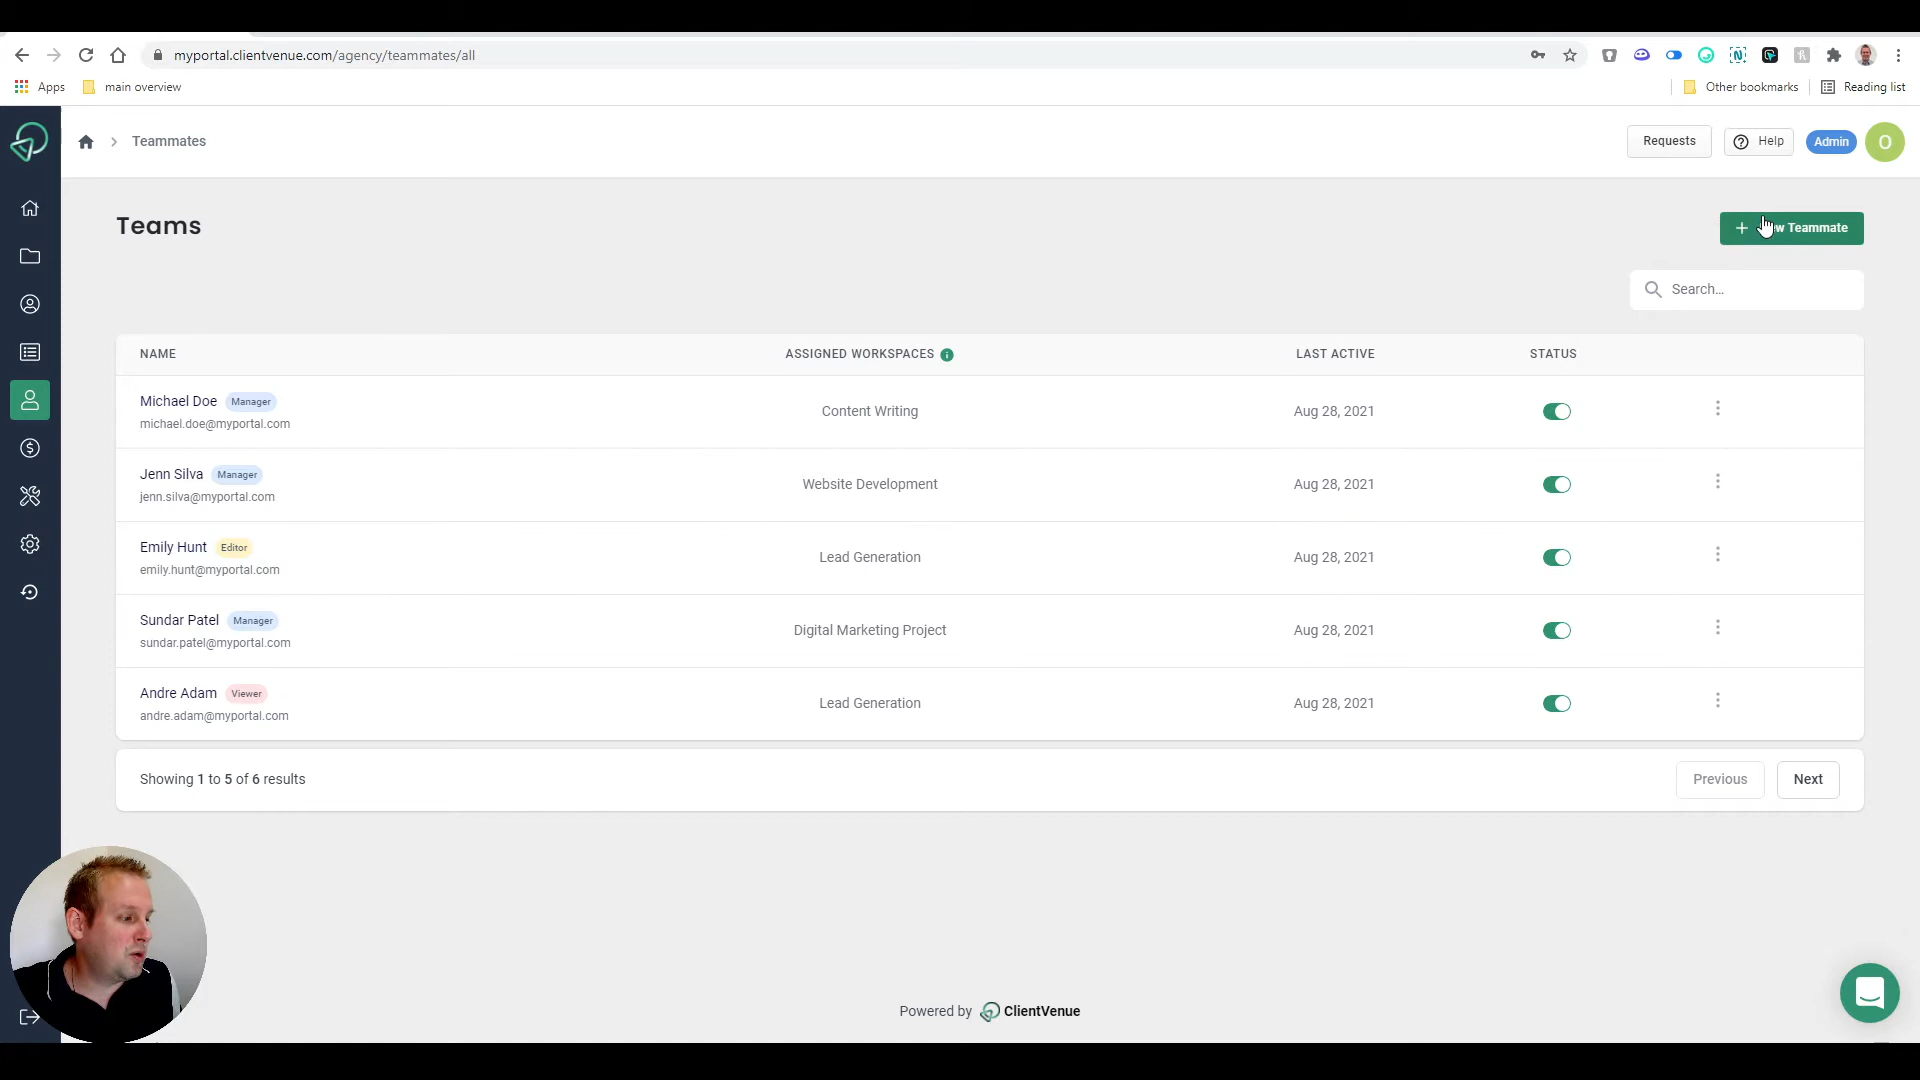 myportal.clientvenue.com/agency/teammates/all
Apps main overview Other bookmarks Reading list
Teammates Requests Help Admin O
Teams
w Teammate
Search...
NAME ASSIGNED WORKSPACES LAST ACTIVE STATUS
Michael Doe Manager
michael.doe@myportal.com
Content Writing Aug 28, 2021
Jenn Silva Manager
jenn.silva@myportal.com
Website Development Aug 28, 2021
Emily Hunt Editor
emily.hunt@myportal.com
Lead Generation Aug 28, 2021
Sundar Patel Manager
sundar.patel@myportal.com
Digital Marketing Project Aug 28, 2021
Andre Adam Viewer
andre.adam@myportal.com
Lead Generation Aug 28, 2021
Showing 1 to 5 of 6 results Previous Next
Powered by ClientVenue